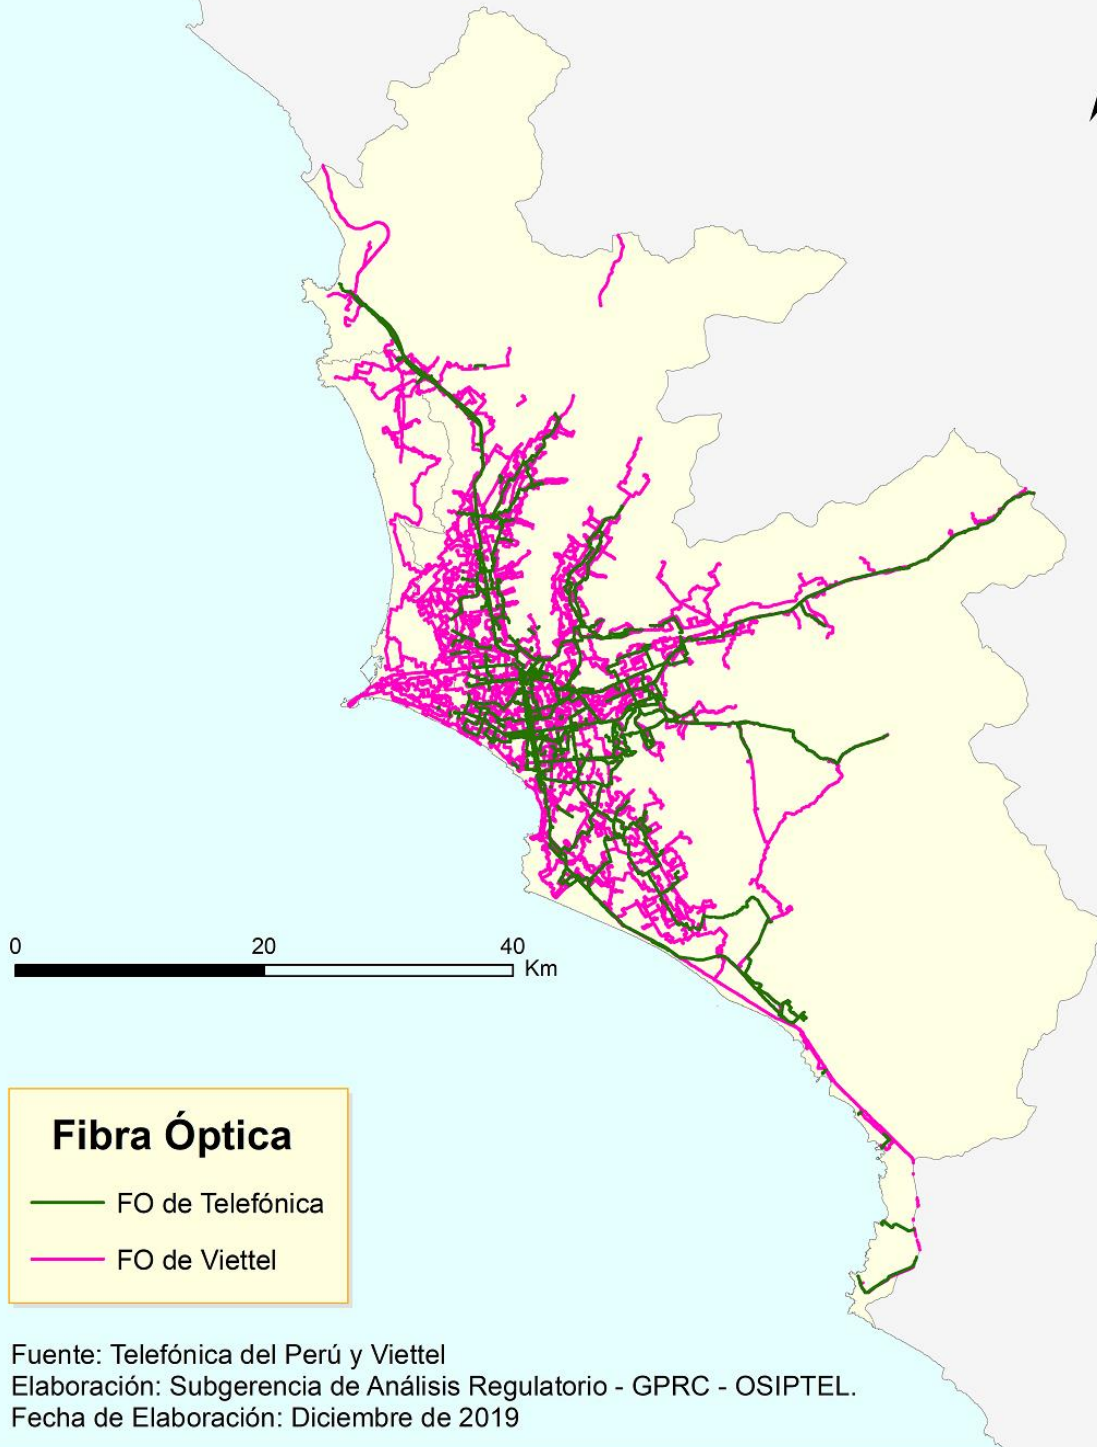 0 20 40
Km
Fibra Óptica
FO de Telefónica
FO de Viettel
Fuente: Telefónica del Perú y Viettel
Elaboración: Subgerencia de Análisis Regulatorio - GPRC - OSIPTEL.
Fecha de Elaboración: Diciembre de 2019